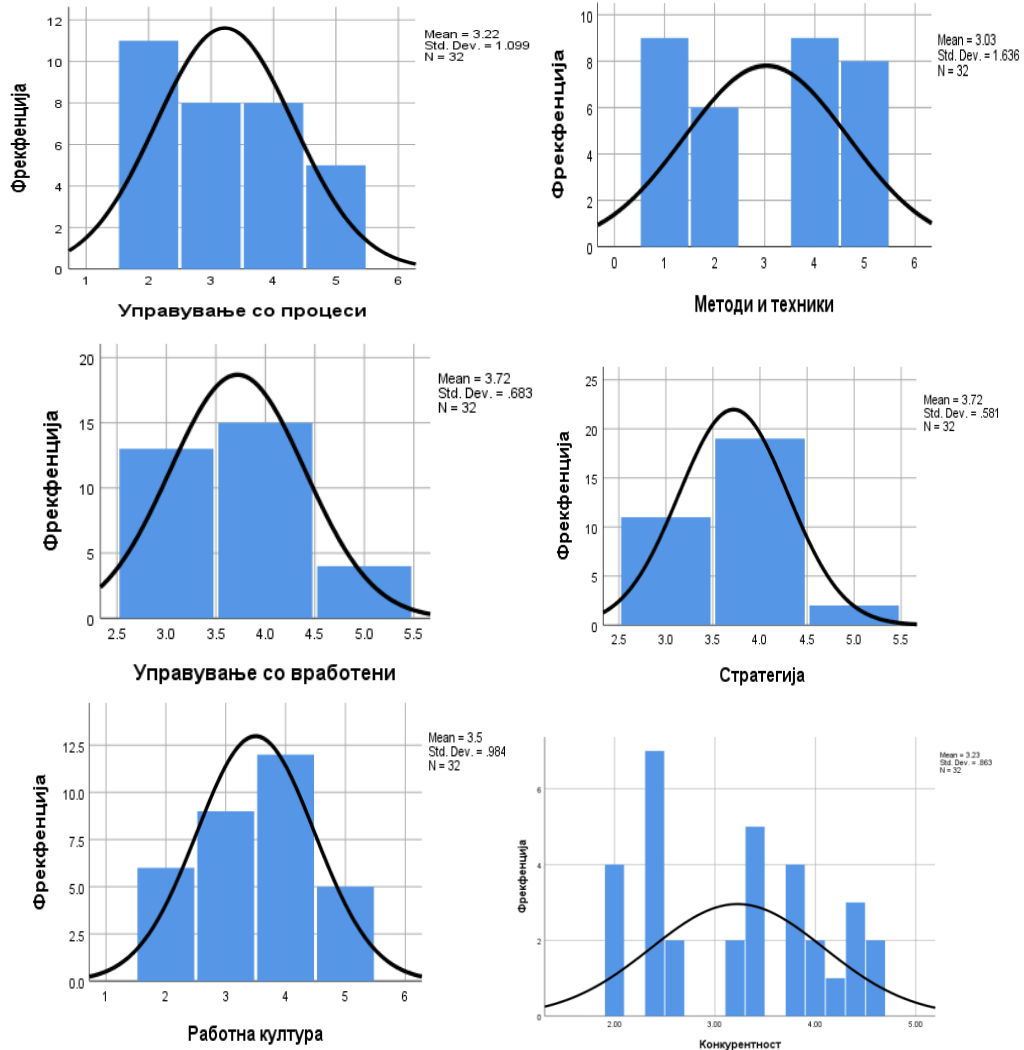 12
10
8
6
4
2
0
Фрекфенција
1 2 3 4 5 6
Управување со процеси
Mean = 3.22
Std. Dev. = 1.099
N = 32
10
8
6
4
2
0
Фрекфенција
0 1 2 3 4 5 6
Методи и техники
Mean = 3.03
Std. Dev. = 1.636
N = 32
20
15
10
5
0
Фрекфенција
2.5 3.0 3.5 4.0 4.5 5.0 5.5
Управување со вработени
Mean = 3.72
Std. Dev. = .683
N = 32
25
20
15
10
5
0
Фрекфенција
2.5 3.0 3.5 4.0 4.5 5.0 5.5
Стратегија
Mean = 3.72
Std. Dev. = .581
N = 32
12.5
10.0
7.5
5.0
2.5
0.0
Фрекфенција
1 2 3 4 5 6
Работна култура
Mean = 3.5
Std. Dev. = .984
N = 32
6
4
2
0
Фрекфенција
2.00 3.00 4.00 5.00
Конкурентност
Mean = 3.23
Std. Dev. = .863
N = 32